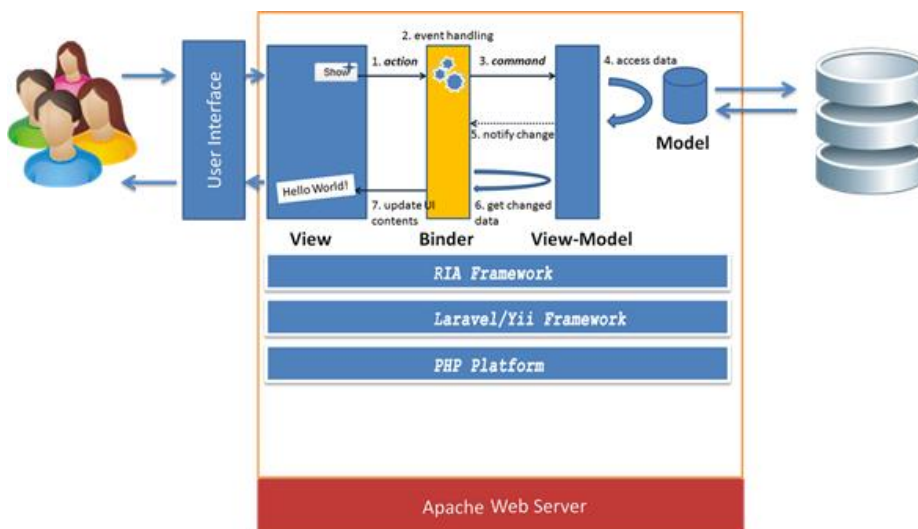 2. event handling
1. action
3. command
4. access data
Show
User Interface
5. notify change
Model
Hello World!
7. update UI
contents
6. get changed
data
View
Binder
View-Model
RIA Framework
Laravel/Yii Framework
PHP Platform
Apache Web Server